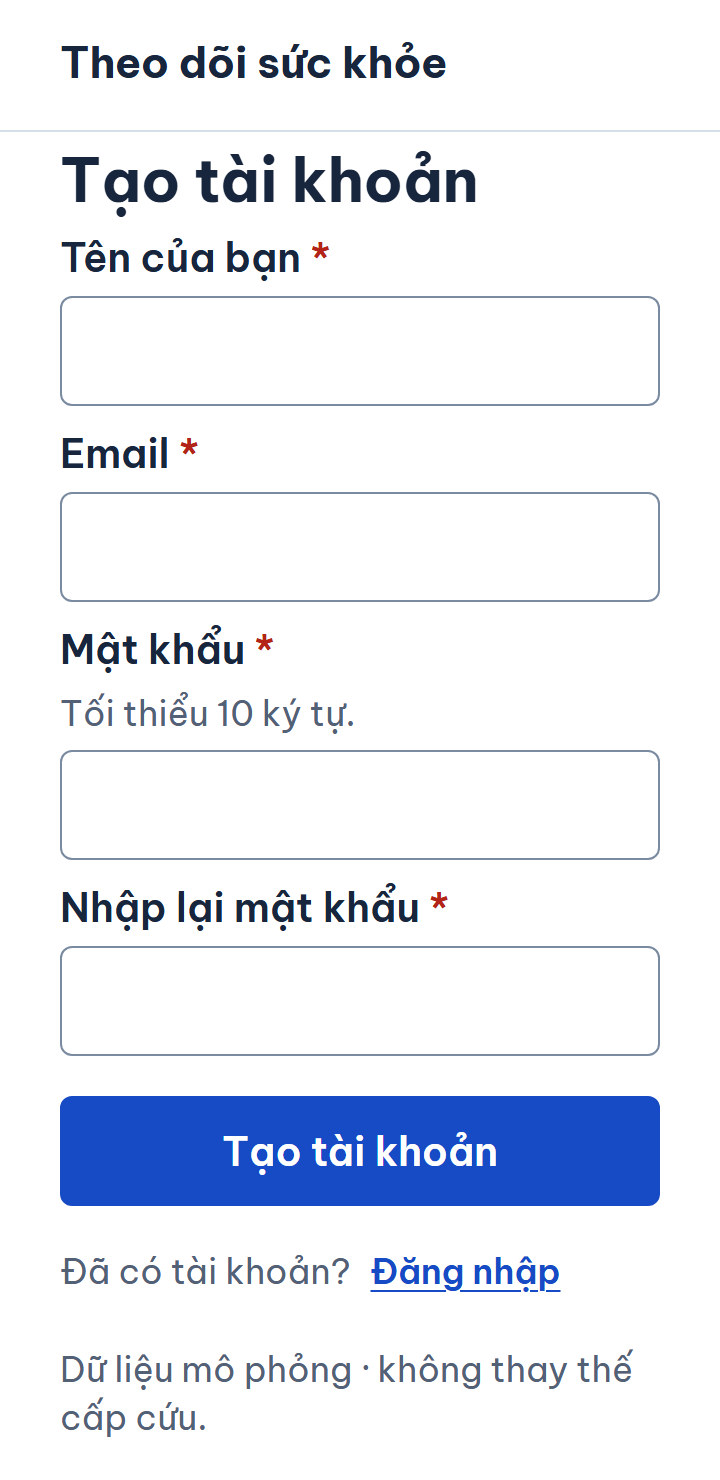 Theo dõi sức khỏe
Tạo tài khoản
Tên của bạn *
Email *
Mật khẩu *
Tối thiểu 10 ký tự.
Nhập lại mật khẩu *
Tạo tài khoản
Đã có tài khoản? Đăng nhập
Dữ liệu mô phỏng · không thay thế
cấp cứu.